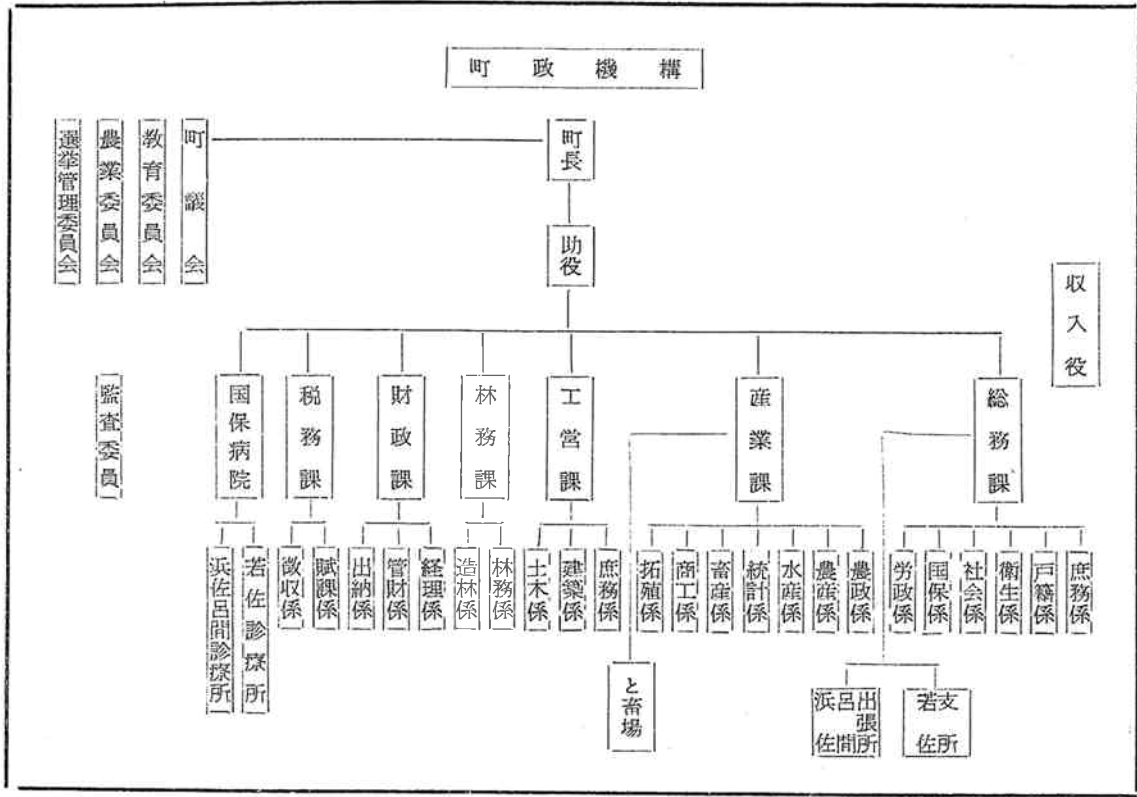 町政機構
町長
助役
収入役
町議会
教育委員会
農業委員会
選挙管理委員会
監査委員
総務課
産業課
工営課
林務課
財政課
税務課
国保病院
庶務係
戸籍係
衛生係
社会係
国保係
労政係
農政係
農産係
水産係
統計係
畜産係
商工係
拓殖係
庶務係
建築係
土木係
林務係
造林係
経理係
管財係
出納係
賦課係
徴収係
若佐診療所
浜佐呂間診療所
若佐支所
浜佐呂間出張所
と畜場